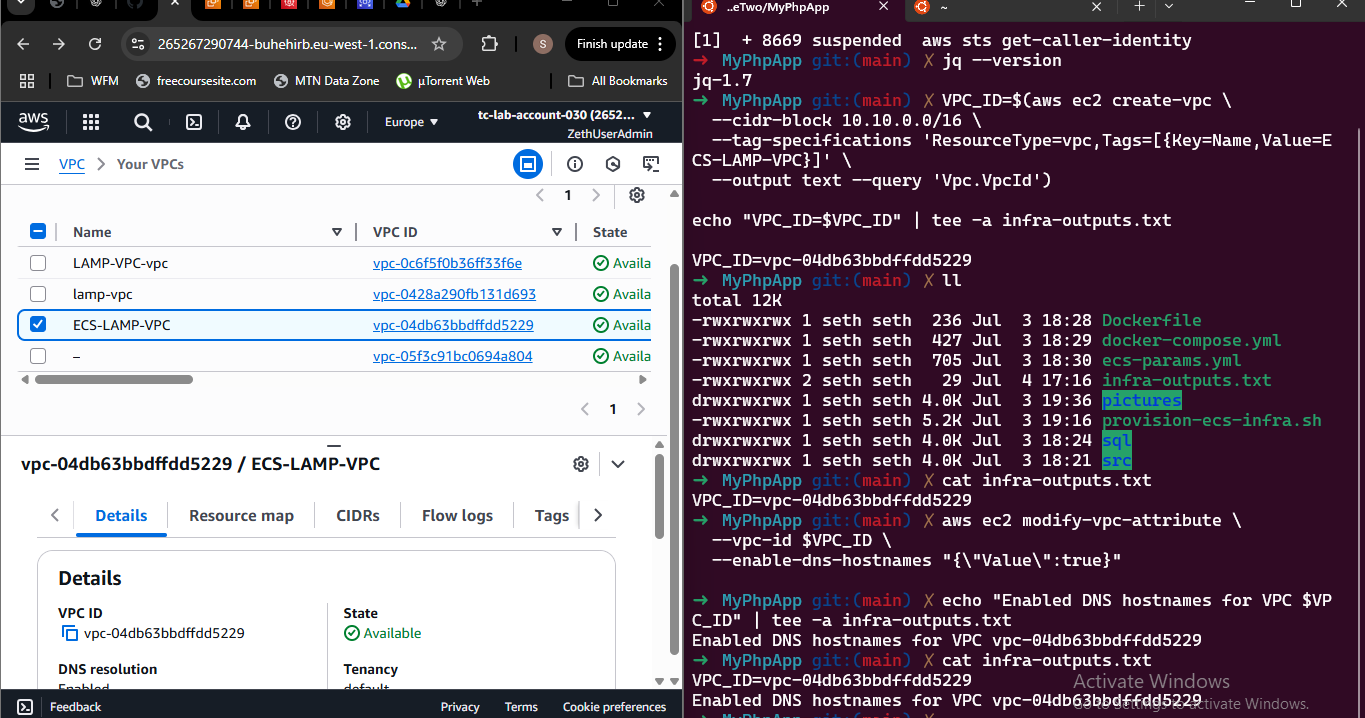 265267290744-buhehirb.eu-west-1.cons...
S
Finish update
WFM
freecoursesite.com
MTN Data Zone
µTorrent Web
All Bookmarks
aws
Europe
tc-lab-account-030 (2652...
ZethUserAdmin
VPC
Your VPCs
1
Name
VPC ID
State
LAMP-VPC-vpc
vpc-0c6f5f0b36ff33f6e
Availa
lamp-vpc
vpc-0428a290fb131d693
Availa
ECS-LAMP-VPC
vpc-04db63bbdffdd5229
Availa
–
vpc-05f3c91bc0694a804
Availa
1
vpc-04db63bbdffdd5229 / ECS-LAMP-VPC
Details
Resource map
CIDRs
Flow logs
Tags
Details
VPC ID
vpc-04db63bbdffdd5229
State
Available
DNS resolution
Enabled
Tenancy
default
Feedback
Privacy
Terms
Cookie preferences
..eTwo/MyPhpApp
~
[1]  + 8669 suspended  aws sts get-caller-identity
➜  MyPhpApp git:(main) ✗ jq --version
jq-1.7
➜  MyPhpApp git:(main) ✗ VPC_ID=$(aws ec2 create-vpc \
  --cidr-block 10.10.0.0/16 \
  --tag-specifications 'ResourceType=vpc,Tags=[{Key=Name,Value=E
CS-LAMP-VPC}]' \
  --output text --query 'Vpc.VpcId')
echo "VPC_ID=$VPC_ID" | tee -a infra-outputs.txt
VPC_ID=vpc-04db63bbdffdd5229
➜  MyPhpApp git:(main) ✗ ll
total 12K
-rwxrwxrwx 1 seth seth  236 Jul  3 18:28 Dockerfile
-rwxrwxrwx 1 seth seth  427 Jul  3 18:29 docker-compose.yml
-rwxrwxrwx 1 seth seth  705 Jul  3 18:30 ecs-params.yml
-rwxrwxrwx 2 seth seth   29 Jul  4 17:16 infra-outputs.txt
drwxrwxrwx 1 seth seth 4.0K Jul  3 19:36 pictures
-rwxrwxrwx 1 seth seth 5.2K Jul  3 19:16 provision-ecs-infra.sh
drwxrwxrwx 1 seth seth 4.0K Jul  3 18:24 sql
drwxrwxrwx 1 seth seth 4.0K Jul  3 18:21 src
➜  MyPhpApp git:(main) ✗ cat infra-outputs.txt
VPC_ID=vpc-04db63bbdffdd5229
➜  MyPhpApp git:(main) ✗ aws ec2 modify-vpc-attribute \
  --vpc-id $VPC_ID \
  --enable-dns-hostnames "{\"Value\":true}"
➜  MyPhpApp git:(main) ✗ echo "Enabled DNS hostnames for VPC $VP
C_ID" | tee -a infra-outputs.txt
Enabled DNS hostnames for VPC vpc-04db63bbdffdd5229
➜  MyPhpApp git:(main) ✗ cat infra-outputs.txt
VPC_ID=vpc-04db63bbdffdd5229
Enabled DNS hostnames for VPC vpc-04db63bbdffdd5229
➜  MyPhpApp git:(main) ✗
Activate Windows
Go to Settings to activate Windows.